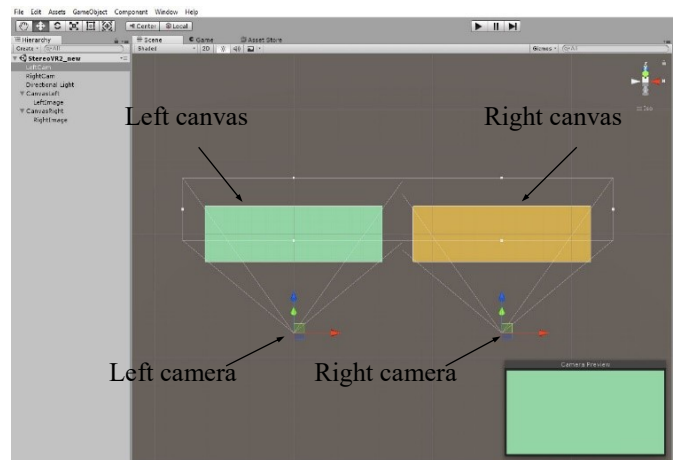 File Edit Assets GameObject Component Window Help
Center Local
Hierarchy
Scene Game Asset Store
Create
Shaded 2D
Gizmos
StereoVR2_new
LeftCam
RightCam
Directional Light
CanvasLeft
LeftImage
CanvasRight
RightImage
Left canvas
Right canvas
Left camera
Right camera
Camera Preview